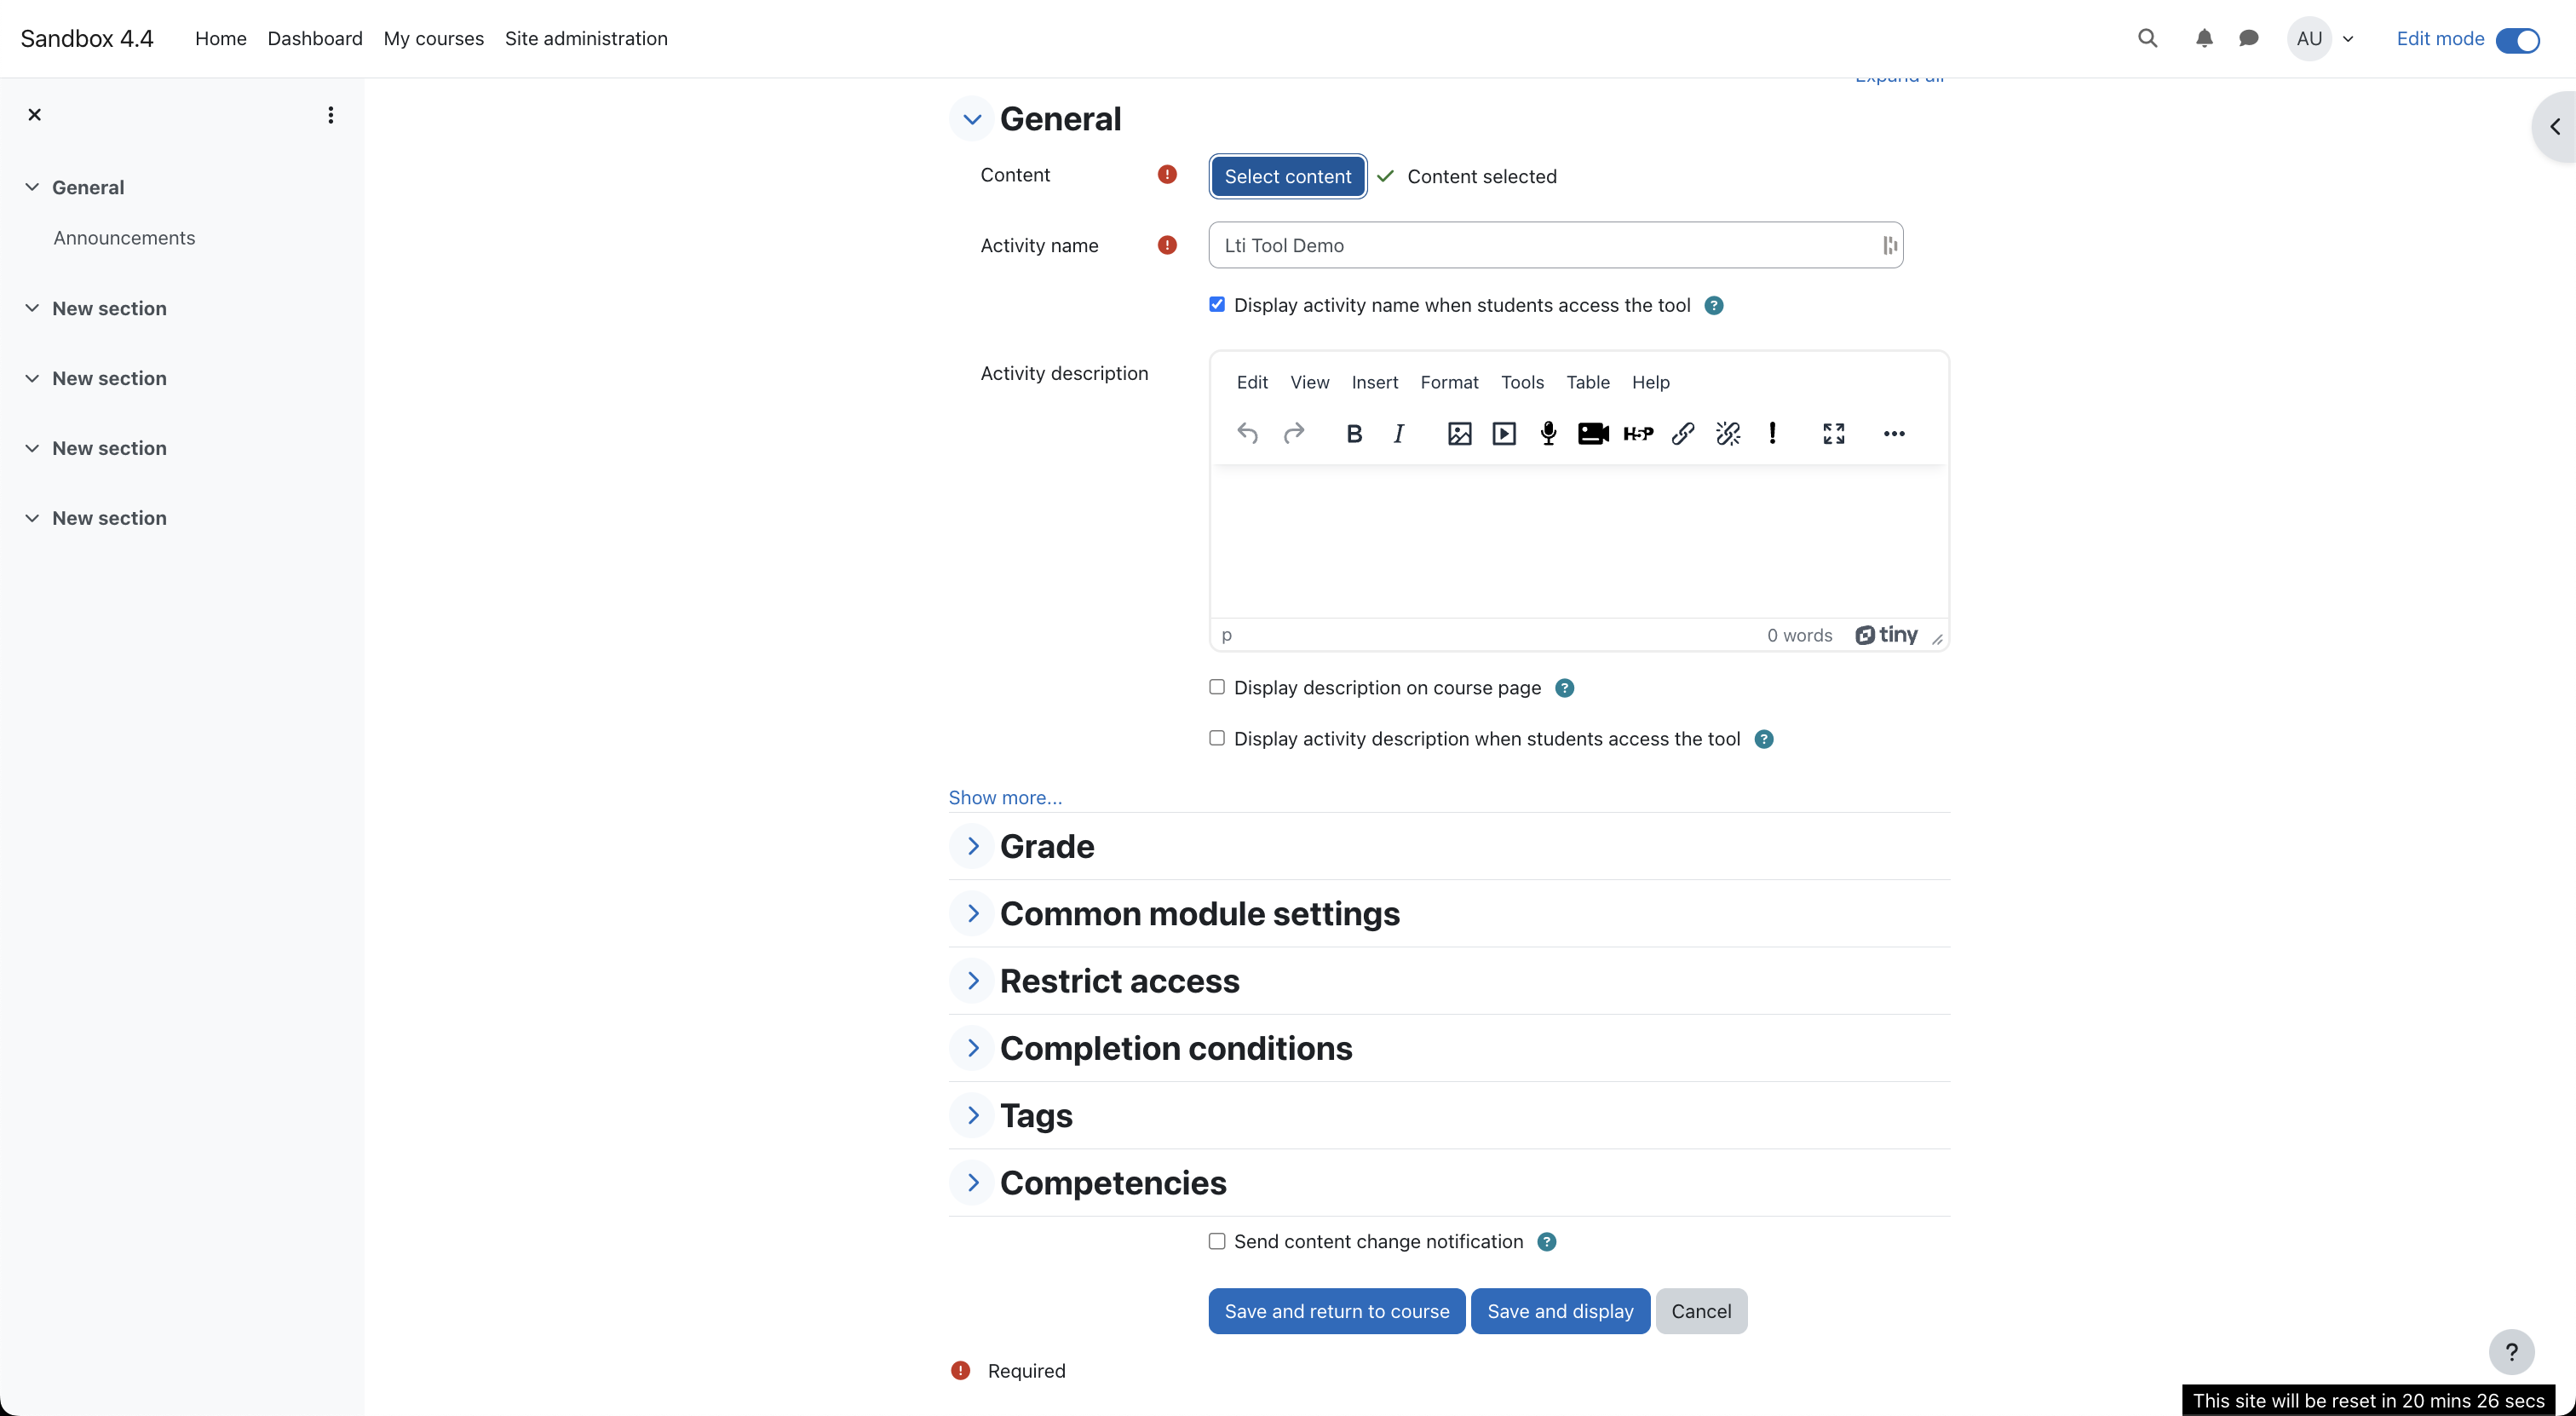 Sandbox 4.4 Home Dashboard My courses Site administration AU Edit mode
General
Announcements
New section
New section
New section
New section
Expand all
General
Content Select content Content selected
Activity name Lti Tool Demo
Display activity name when students access the tool
Activity description
Edit View Insert Format Tools Table Help
B I H5P
p 0 words tiny
Display description on course page
Display activity description when students access the tool
Show more...
Grade
Common module settings
Restrict access
Completion conditions
Tags
Competencies
Send content change notification
Save and return to course Save and display Cancel
Required
This site will be reset in 20 mins 26 secs